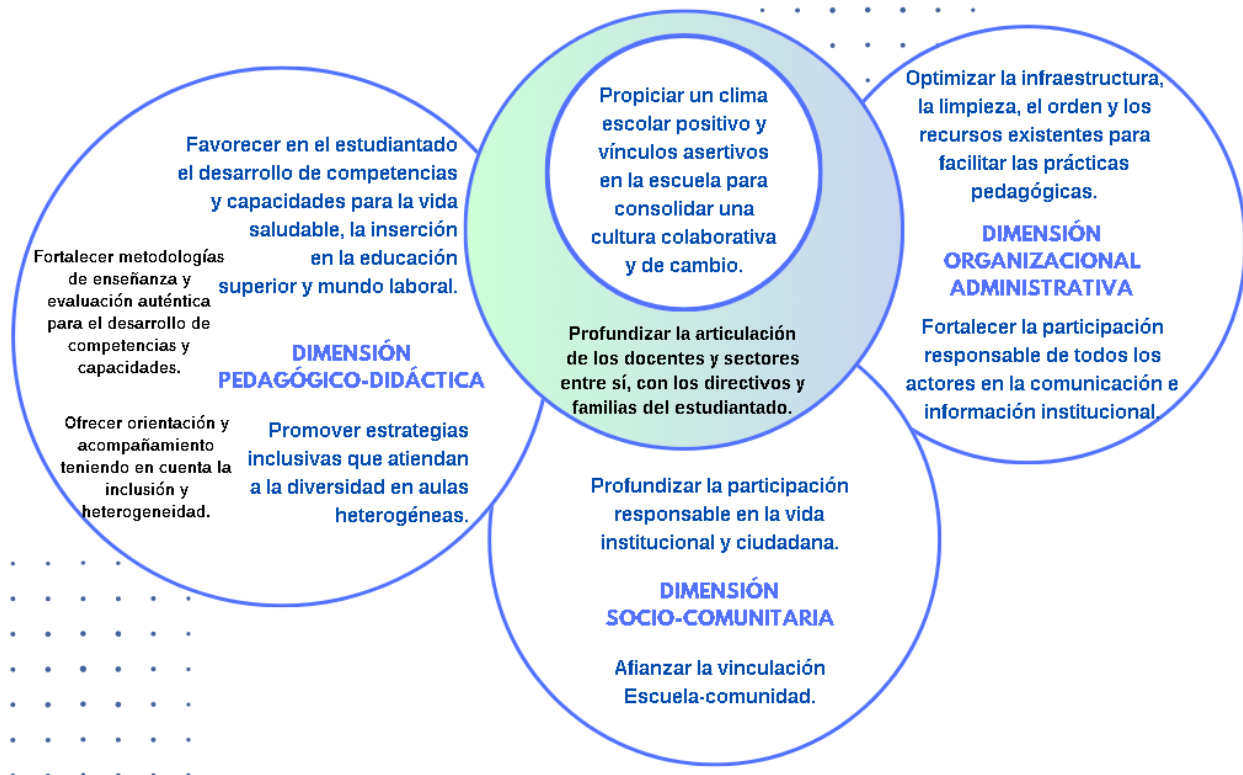 Favorecer en el estudiantado
el desarrollo de competencias
y capacidades para la vida
saludable, la inserción
en la educación
superior y mundo laboral.
Fortalecer metodologías
de enseñanza y
evaluación auténtica
para el desarrollo de
competencias y
capacidades.
DIMENSIÓN
PEDAGÓGICO-DIDÁCTICA
Ofrecer orientación y
acompañamiento
teniendo en cuenta la
inclusión y
heterogeneidad.
Promover estrategias
inclusivas que atiendan
a la diversidad en aulas
heterogéneas.
Propiciar un clima
escolar positivo y
vínculos asertivos
en la escuela para
consolidar una
cultura colaborativa
y de cambio.
Profundizar la articulación
de los docentes y sectores
entre sí, con los directivos y
familias del estudiantado.
Optimizar la infraestructura,
la limpieza, el orden y los
recursos existentes para
facilitar las prácticas
pedagógicas.
DIMENSIÓN
ORGANIZACIONAL
ADMINISTRATIVA
Fortalecer la participación
responsable de todos los
actores en la comunicación e
información institucional.
Profundizar la participación
responsable en la vida
institucional y ciudadana.
DIMENSIÓN
SOCIO-COMUNITARIA
Afianzar la vinculación
Escuela-comunidad.